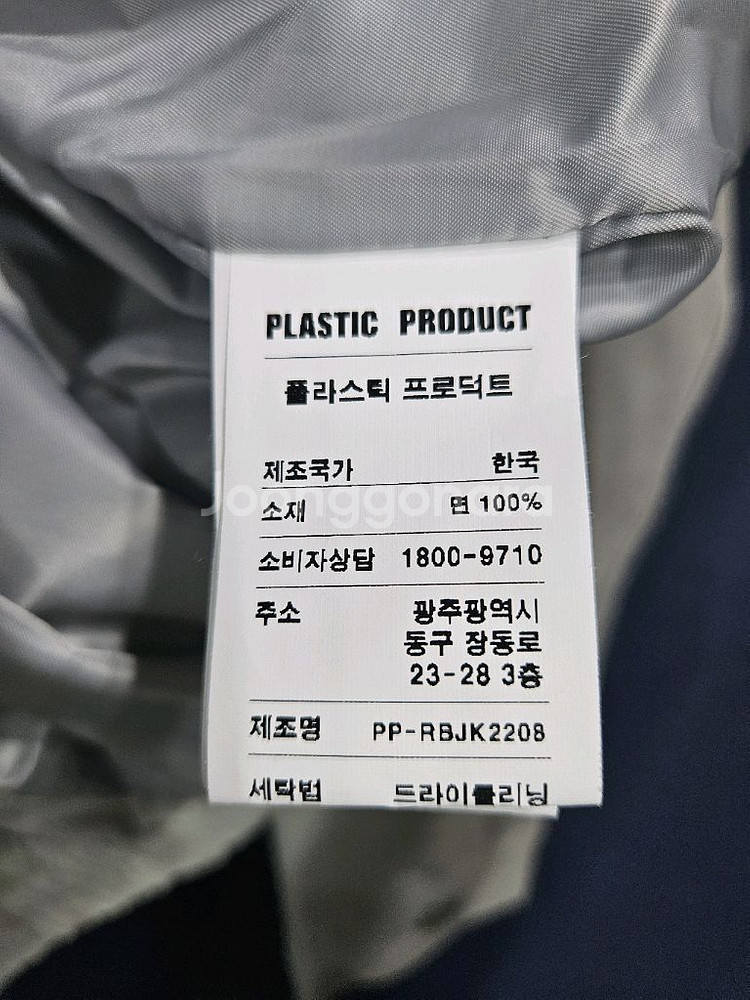 PLASTIC PRODUCT
플라스틱 프로덕트
제조국가 한국
소재 면 100%
소비자상담 1800-9710
주소 광주광역시
동구 장동로
23-28 3층
제조명 PP-RBJK2208
세탁법 드라이클리닝